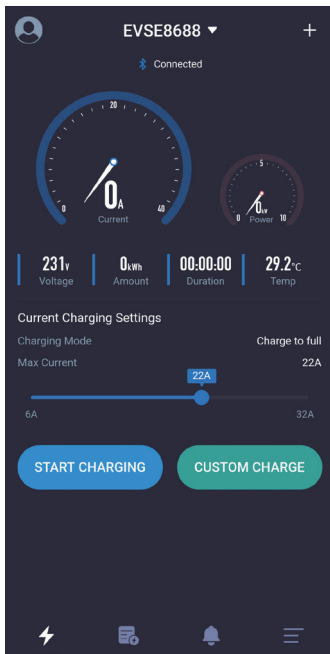 EVSE8688 ▼ +
Connected
20
0 0A 40
Current
5
0 0kW 10
Power
231V 0kWh 00:00:00 29.2°C
Voltage Amount Duration Temp
Current Charging Settings
Charging Mode Charge to full
Max Current 22A
22A
6A 32A
START CHARGING CUSTOM CHARGE